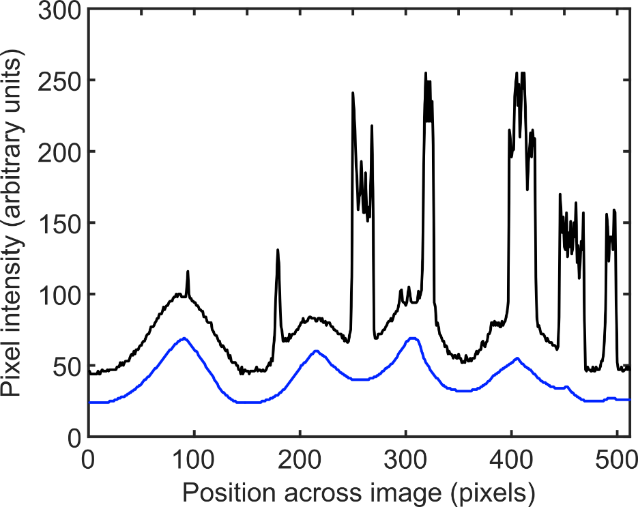 300
250
200
150
100
50
0
0 100 200 300 400 500
Pixel intensity (arbitrary units)
Position across image (pixels)